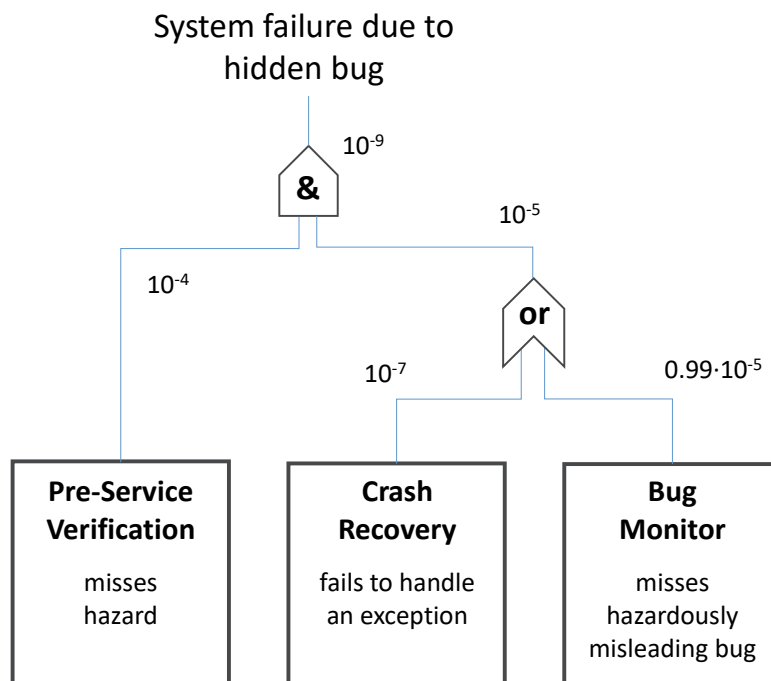 System failure due to
hidden bug
10⁻⁹
&
10⁻⁵
10⁻⁴
or
10⁻⁷
0.99·10⁻⁵
Pre-Service
Verification
misses
hazard
Crash
Recovery
fails to handle
an exception
Bug
Monitor
misses
hazardously
misleading bug